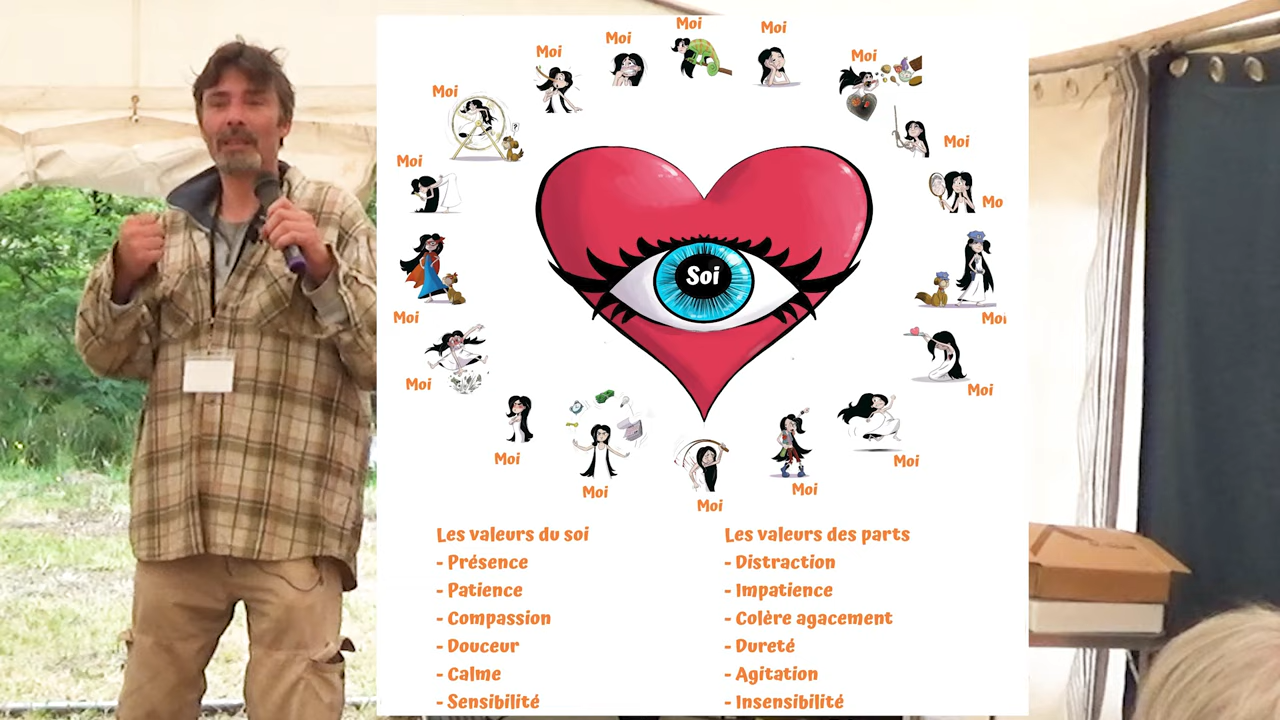 Moi
Moi
Moi
Moi
Moi
Moi
Moi
Moi
Mo
Moi
Moi
Moi
Moi
Moi
Moi
Moi
Moi
Moi
Soi
Les valeurs du soi
- Présence
- Patience
- Compassion
- Douceur
- Calme
- Sensibilité
Les valeurs des parts
- Distraction
- Impatience
- Colère agacement
- Dureté
- Agitation
- Insensibilité